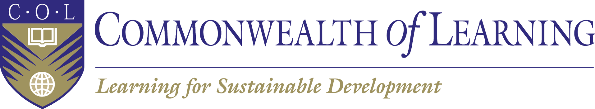 C·O·L
COMMONWEALTH of LEARNING
Learning for Sustainable Development